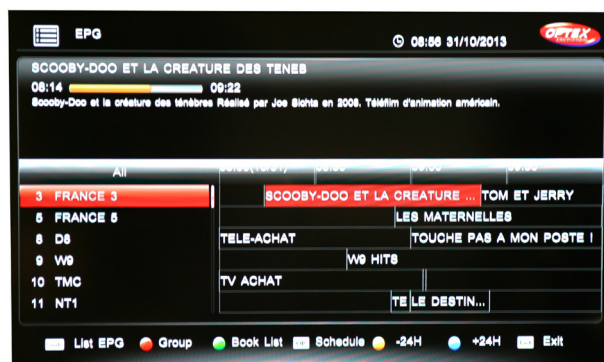 EPG
08:56 31/10/2013
OPTEX
SCOOBY-DOO ET LA CREATURE DES TENEB
08:14 09:22
Scooby-Doo et la créature des ténèbres Réalisé par Joe Sichta en 2008. Téléfilm d'animation américain.
All
3 FRANCE 3 SCOOBY-DOO ET LA CREATURE ... TOM ET JERRY
5 FRANCE 5 LES MATERNELLES
8 D8 TELE-ACHAT TOUCHE PAS A MON POSTE !
9 W9 W9 HITS
10 TMC TV ACHAT
11 NT1 TE LE DESTIN...
List EPG Group Book List Schedule -24H +24H Exit